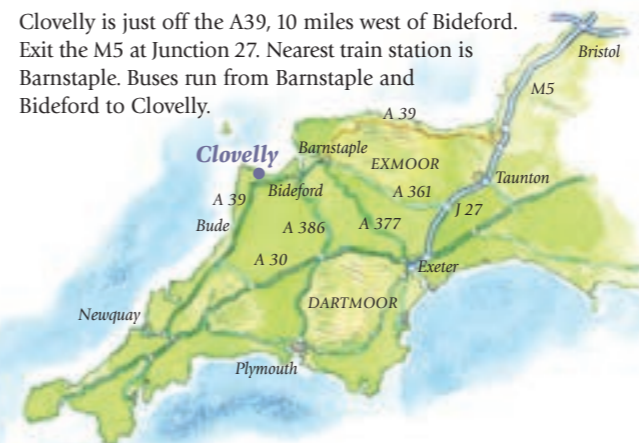 Clovelly is just off the A39, 10 miles west of Bideford.
Exit the M5 at Junction 27. Nearest train station is
Barnstaple. Buses run from Barnstaple and
Bideford to Clovelly.
Bristol
M5
A 39
Barnstaple
Clovelly
EXMOOR
Taunton
Bideford
A 361
A 39
J 27
Bude
A 386
A 377
A 30
Exeter
DARTMOOR
Newquay
Plymouth